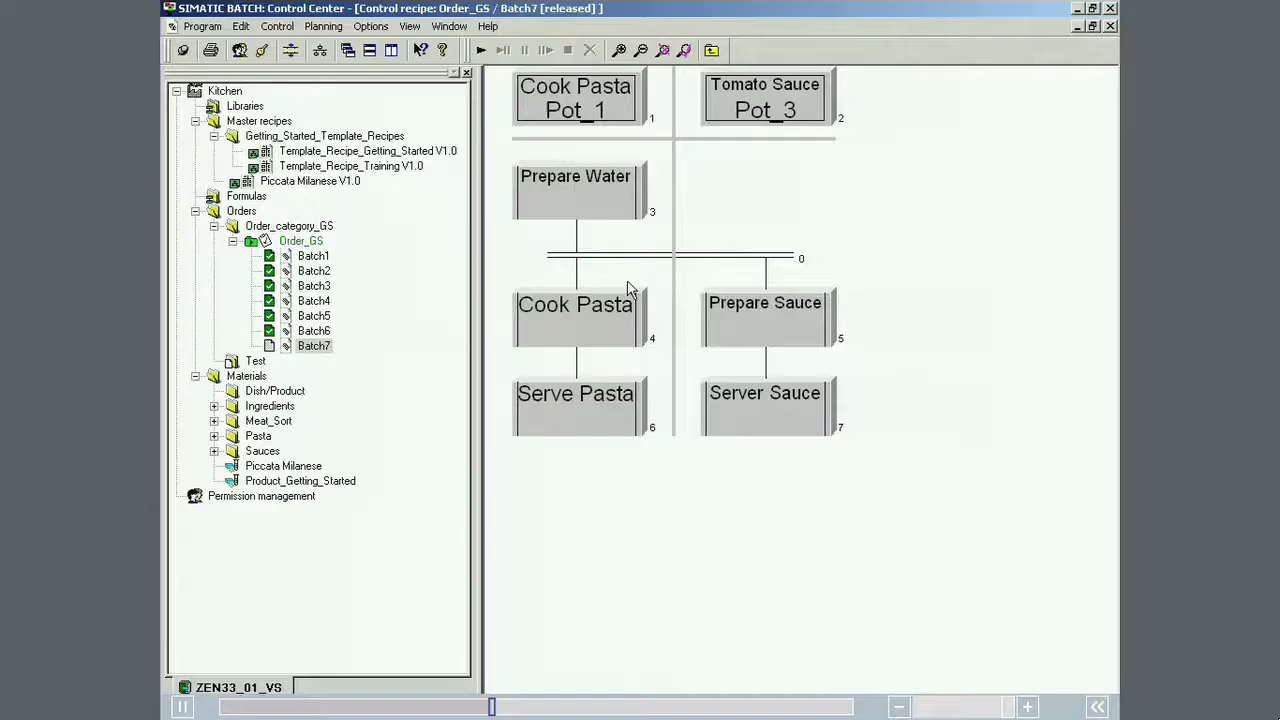 SIMATIC BATCH: Control Center - [Control recipe: Order_GS / Batch7 [released] ]
Program Edit Control Planning Options View Window Help
Kitchen
Libraries
Master recipes
Getting_Started_Template_Recipes
Template_Recipe_Getting_Started V1.0
Template_Recipe_Training V1.0
Piccata Milanese V1.0
Formulas
Orders
Order_category_GS
Order_GS
Batch1
Batch2
Batch3
Batch4
Batch5
Batch6
Batch7
Test
Materials
Dish/Product
Ingredients
Meat_Sort
Pasta
Sauces
Piccata Milanese
Product_Getting_Started
Permission management
ZEN33_01_VS
Cook Pasta
Pot_1
1
Tomato Sauce
Pot_3
2
Prepare Water
3
0
Cook Pasta
4
Prepare Sauce
5
Serve Pasta
6
Server Sauce
7